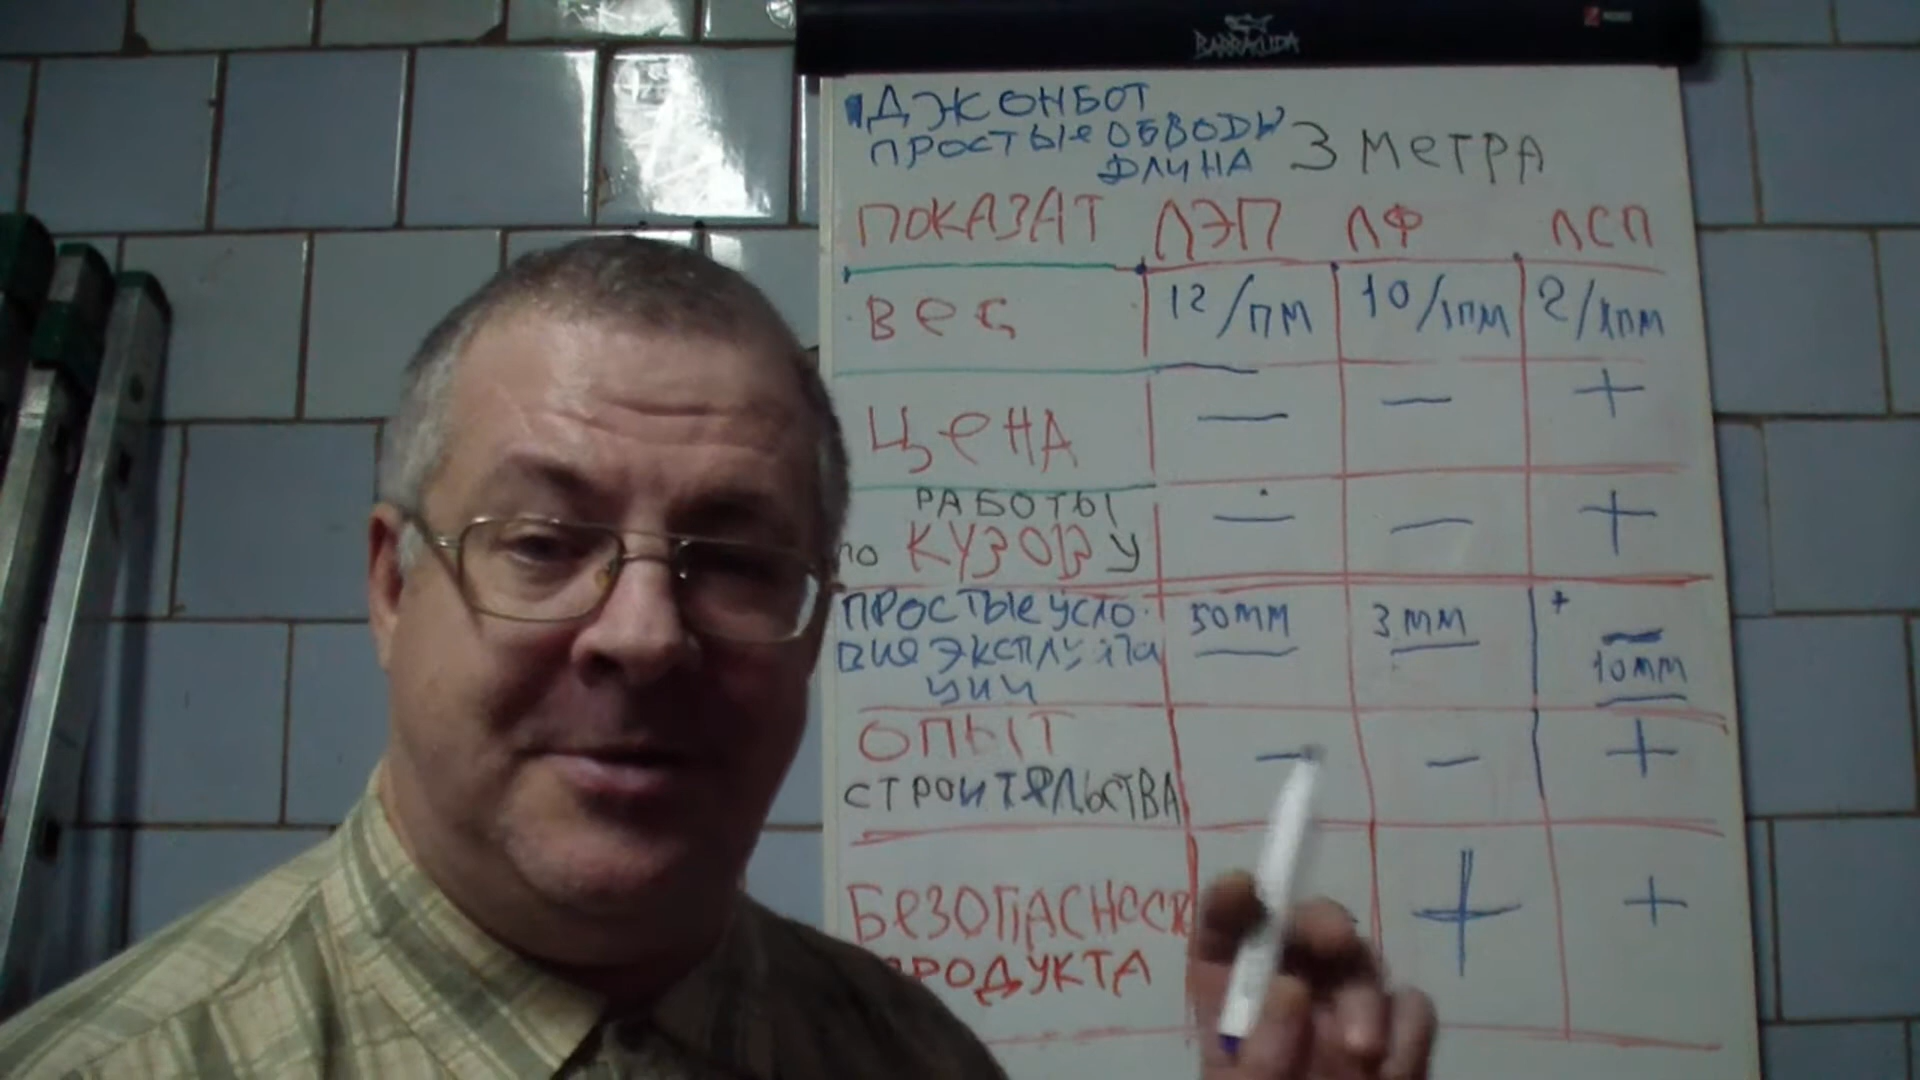 BARRACUDA
ДЖОНБОТ
ПРОСТЫЕ ОБВОДЫ
ДЛИНА 3 МЕТРА
ПОКАЗАТ ЛЭП ЛФ ЛСП
ВЕС 12/ПМ 10/1ПМ 2/1ПМ
ЦЕНА — — +
РАБОТЫ
ПО КУЗОВУ — — +
ПРОСТЫЕ УСЛО- 50ММ 3ММ + —
ВИЯ ЭКСПЛУАТА 10ММ
ЦИИ
ОПЫТ
СТРОИТЕЛЬСТВА — — +
БЕЗОПАСНОСТЬ + +
ПРОДУКТА